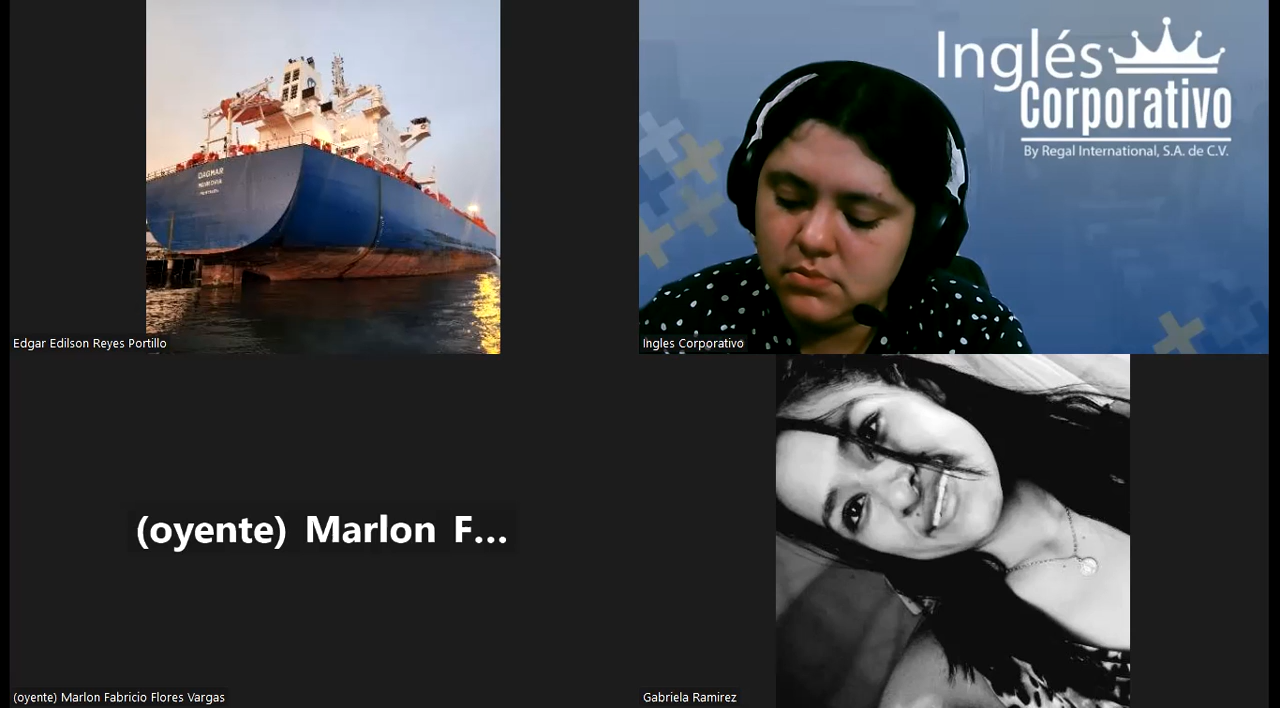 DAGMAR
Edgar Edilson Reyes Portillo
Inglés
Corporativo
By Regal International, S.A. de C.V.
Ingles Corporativo
(oyente) Marlon F...
(oyente) Marlon Fabricio Flores Vargas
Gabriela Ramirez